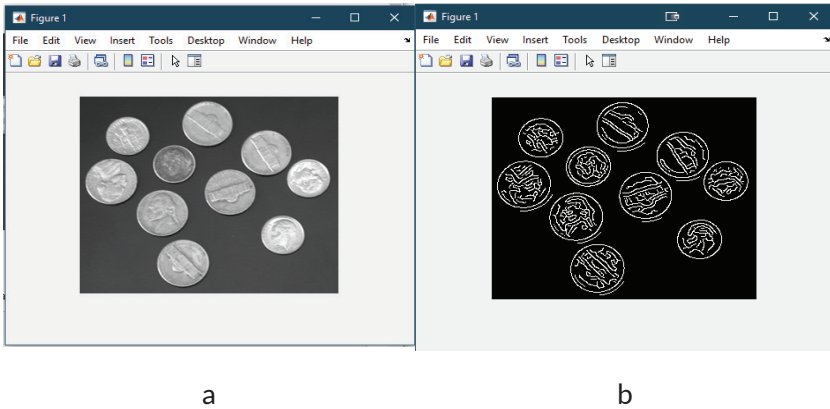 Figure 1
File Edit View Insert Tools Desktop Window Help
Figure 1
File Edit View Insert Tools Desktop Window Help
a
b